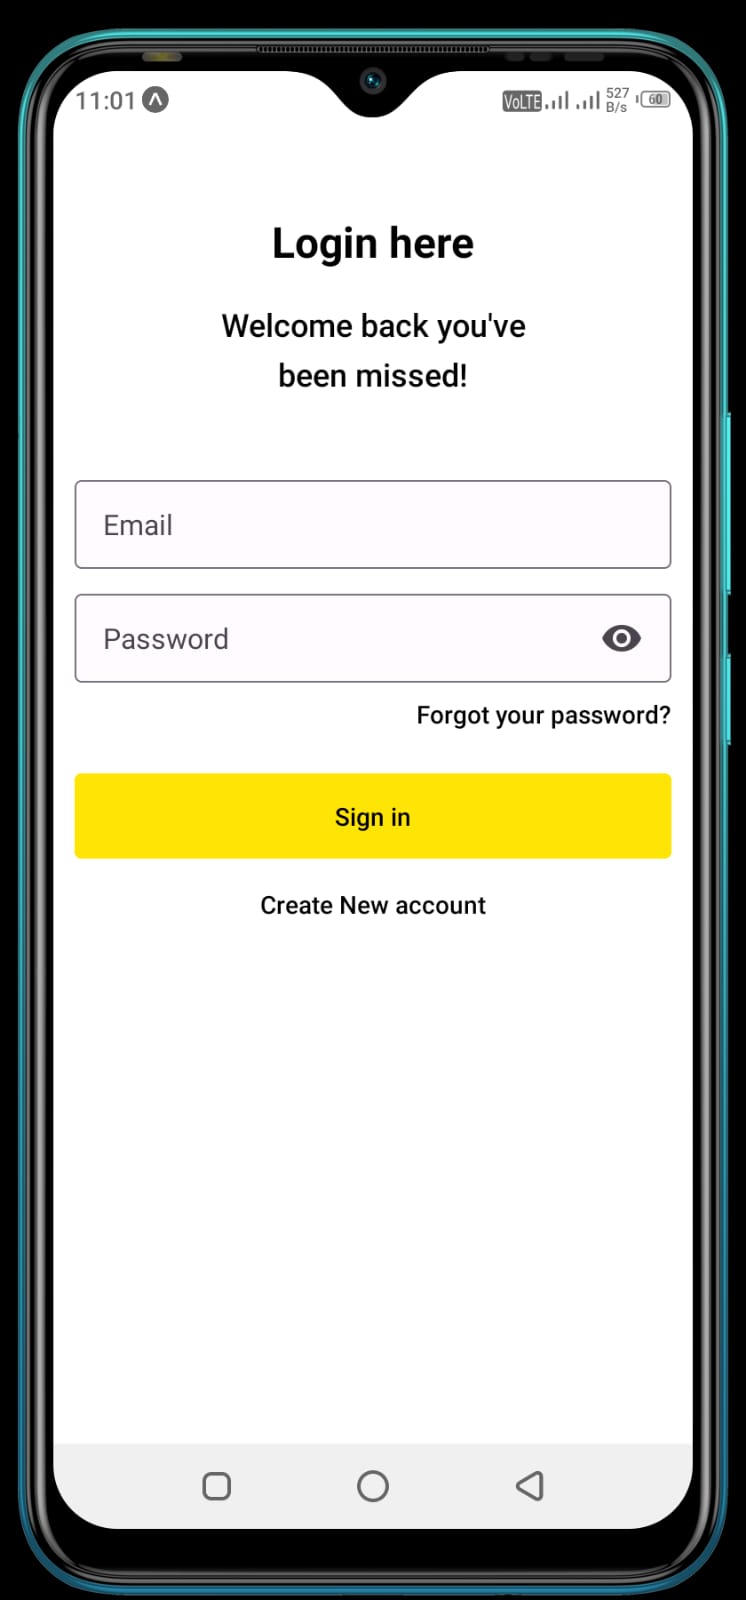 11:01 VoLTE 527 B/s 60
Login here
Welcome back you've
been missed!
Email
Password
Forgot your password?
Sign in
Create New account